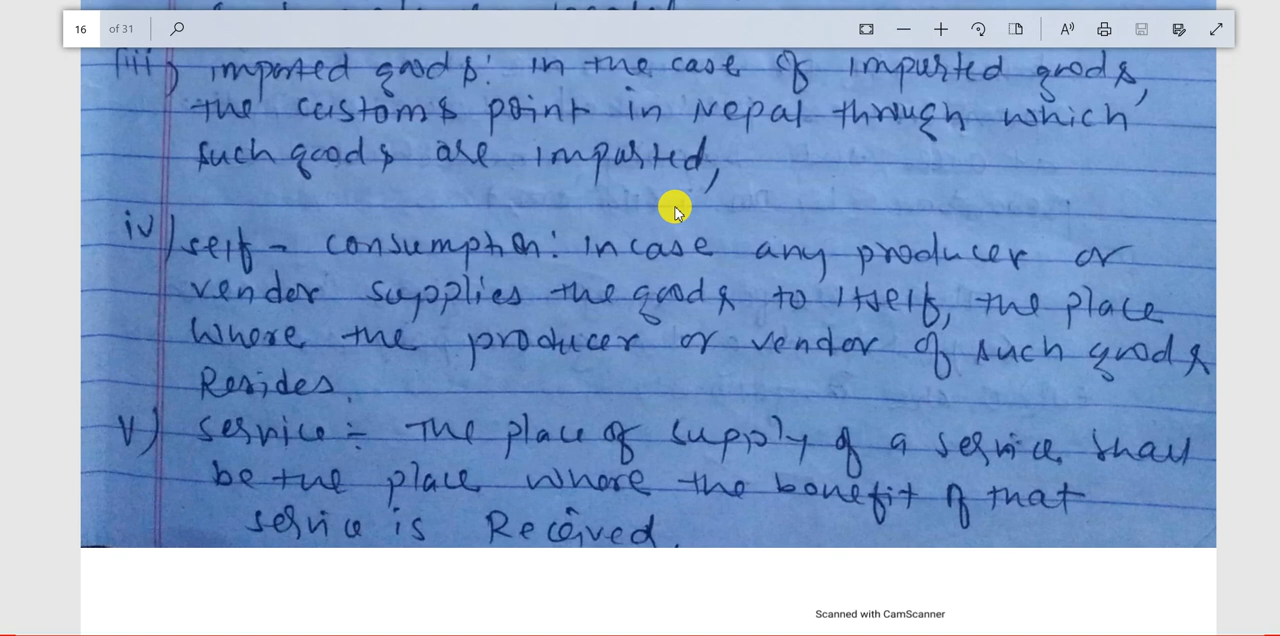 16 of 31
iii) imported goods: in the case of imported goods,
the customs point in Nepal through which
such goods are imported,
iv) self - consumption: incase any producer or
vendor supplies the goods to itself, the place
where the producer or vendor of such goods
Resides.
v) service:- The place of supply of a service shall
be the place where the benefit of that
service is Received.
Scanned with CamScanner